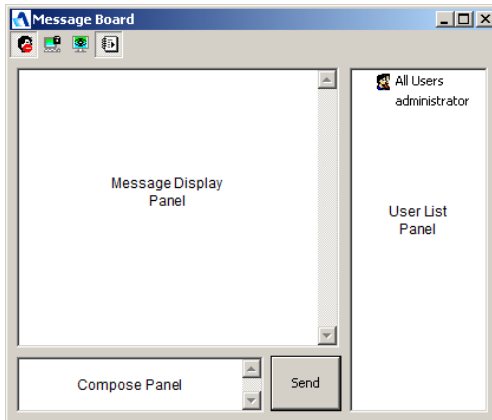 Message Board
All Users
administrator
Message Display
Panel
User List
Panel
Compose Panel
Send